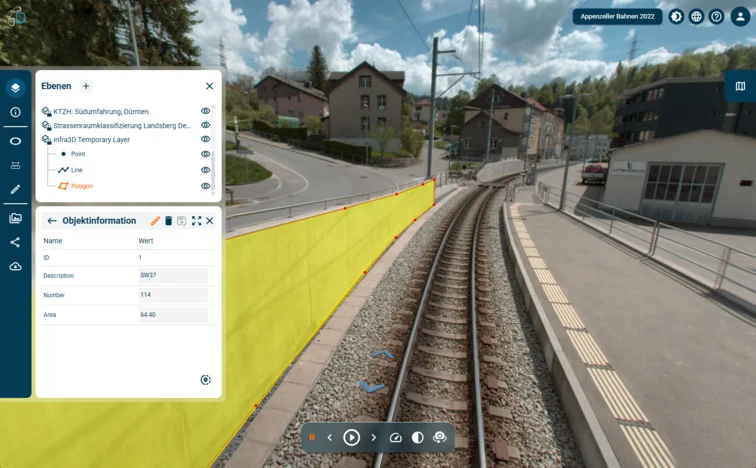 Appenzeller Bahnen 2022
Ebenen
KTZH: Südumfahrung, Dürnten
Strassenraumklassifizierung Landsberg De...
infra3D Temporary Layer
Point
Line
Polygon
Objektinformation
Name Wert
ID 1
Description SW37
Number 114
Area 64.40
R